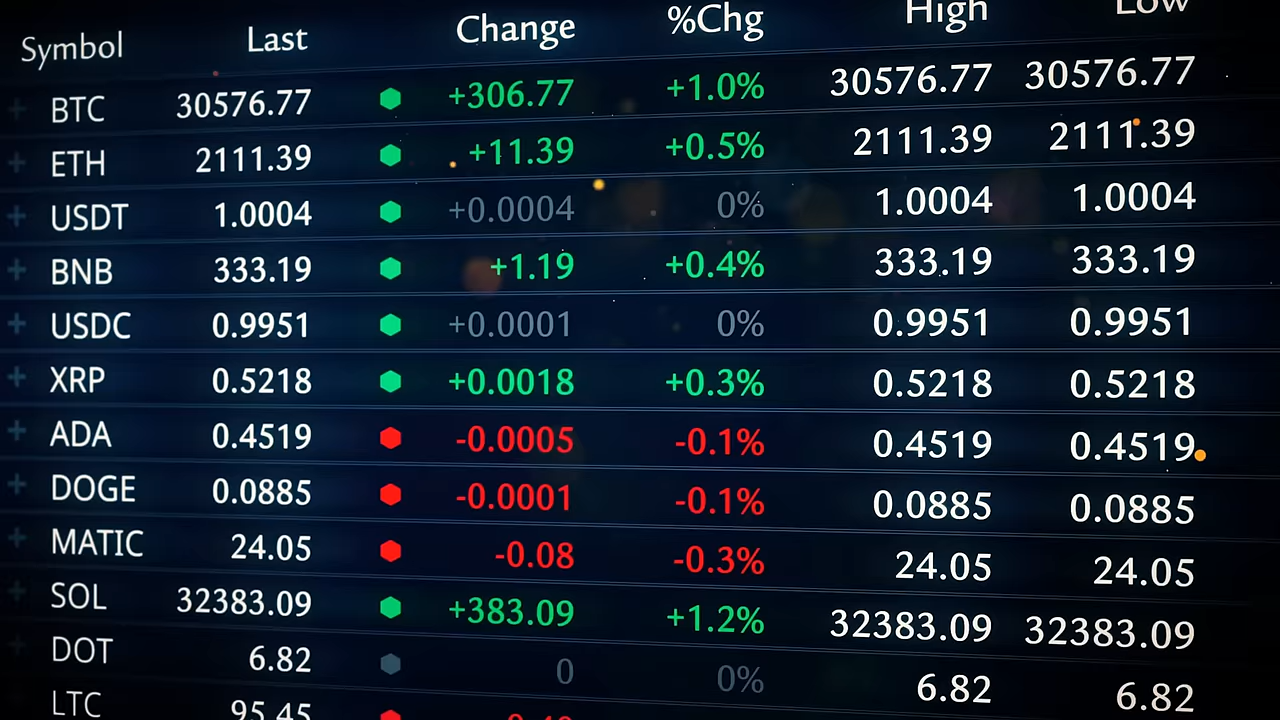 Symbol Last Change %Chg High Low
BTC 30576.77 +306.77 +1.0% 30576.77 30576.77
ETH 2111.39 +11.39 +0.5% 2111.39 2111.39
USDT 1.0004 +0.0004 0% 1.0004 1.0004
BNB 333.19 +1.19 +0.4% 333.19 333.19
USDC 0.9951 +0.0001 0% 0.9951 0.9951
XRP 0.5218 +0.0018 +0.3% 0.5218 0.5218
ADA 0.4519 -0.0005 -0.1% 0.4519 0.4519
DOGE 0.0885 -0.0001 -0.1% 0.0885 0.0885
MATIC 24.05 -0.08 -0.3% 24.05 24.05
SOL 32383.09 +383.09 +1.2% 32383.09 32383.09
DOT 6.82 0 0% 6.82 6.82
LTC 95.45